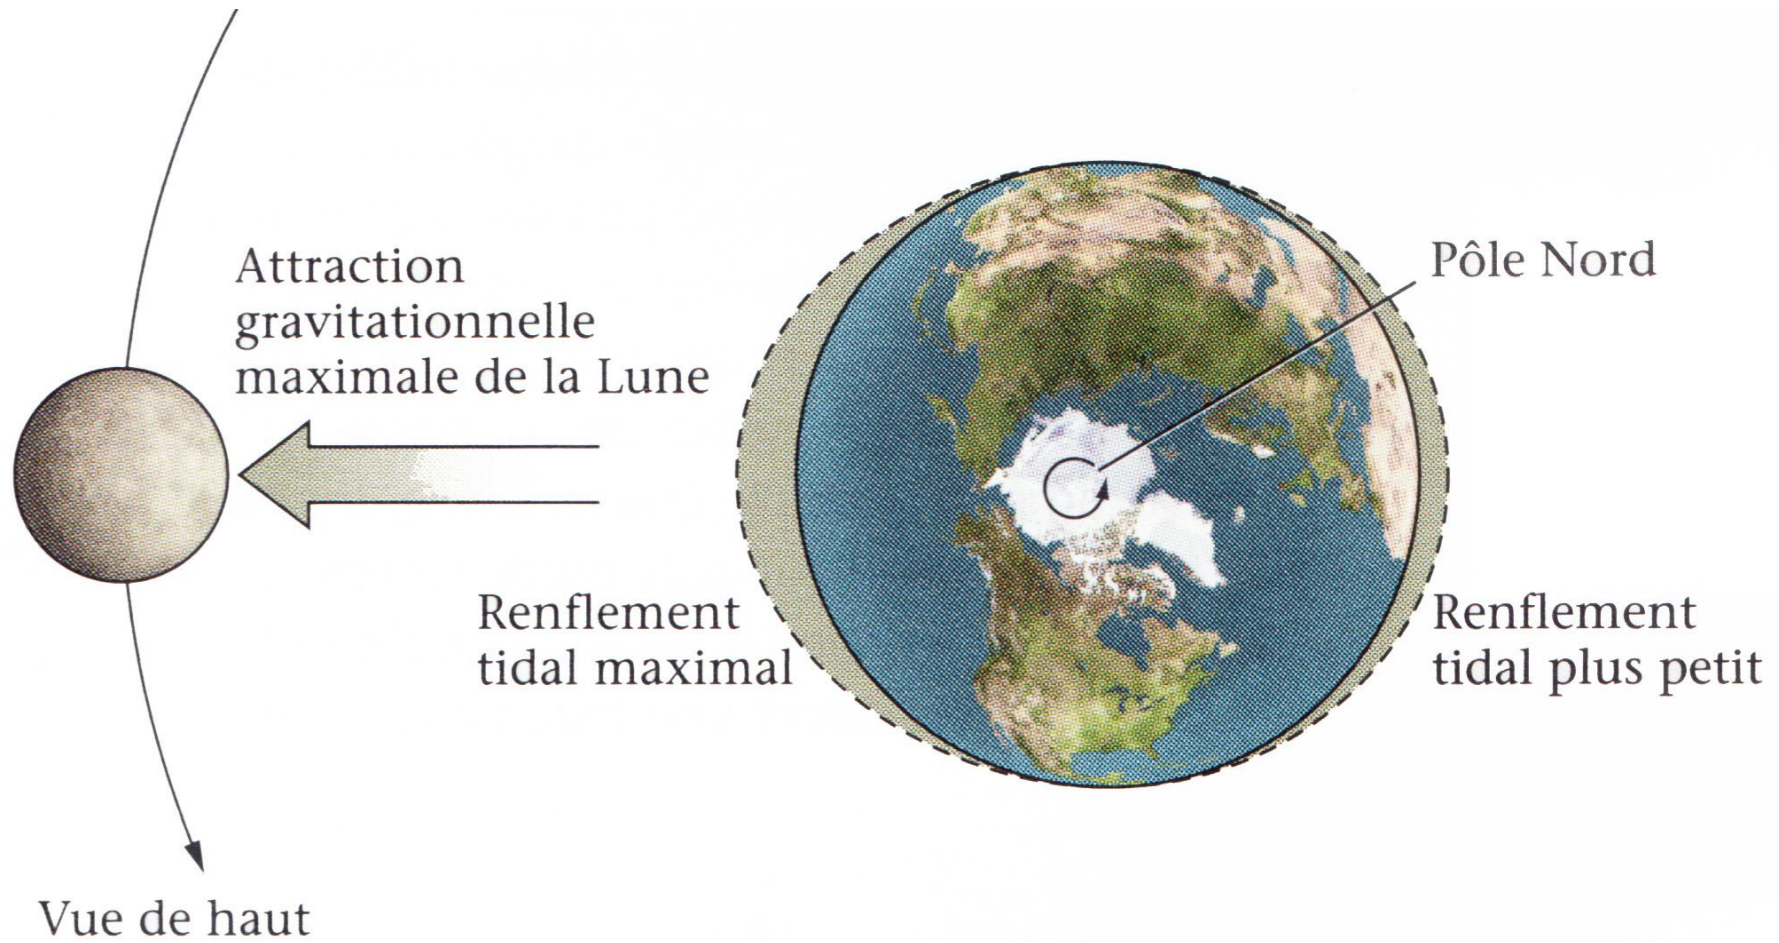 Attraction
gravitationnelle
maximale de la Lune
Pôle Nord
Renflement
tidal maximal
Renflement
tidal plus petit
Vue de haut